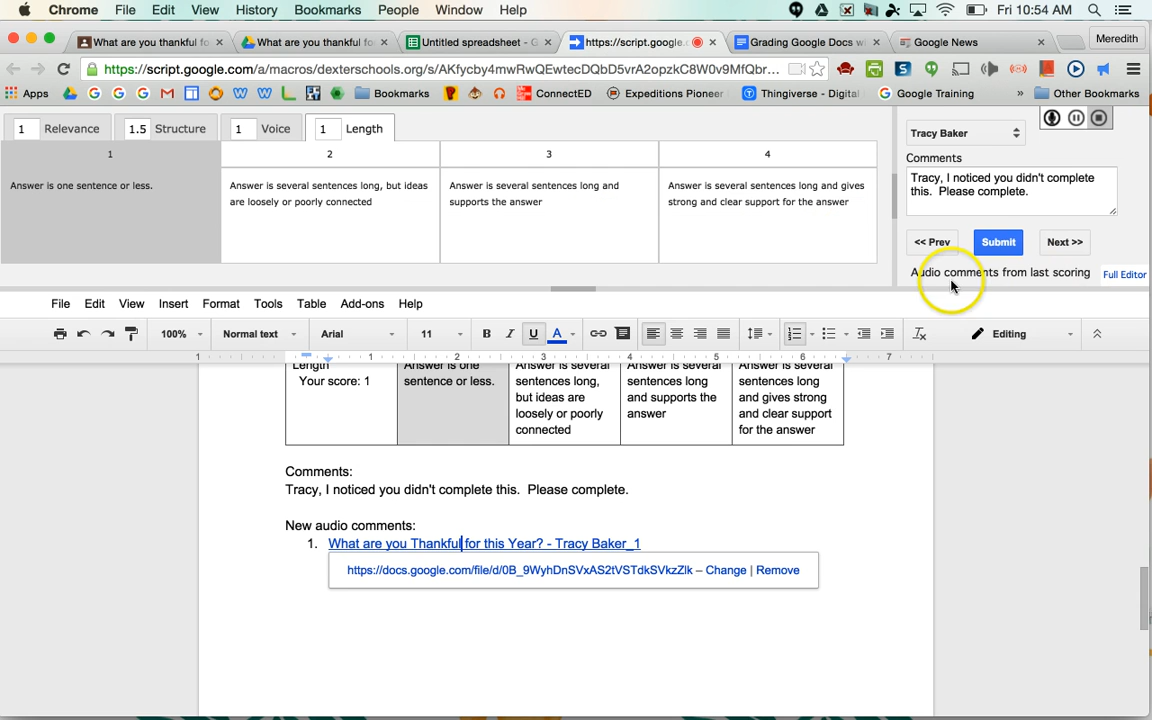 Chrome File Edit View History Bookmarks People Window Help Fri 10:54 AM
What are you thankful fo What are you thankful fo Untitled spreadsheet - G https://script.google. Grading Google Docs wi Google News Meredith
https://script.google.com/a/macros/dexterschools.org/s/AKfycby4mwRwQEwtecDQbD5vrA2opzkC8W0v9MfQbr...
Apps Bookmarks ConnectED Expeditions Pioneer Thingiverse - Digital Google Training » Other Bookmarks
1 Relevance 1.5 Structure 1 Voice 1 Length
Tracy Baker
1 2 3 4
Comments
Answer is one sentence or less.
Answer is several sentences long, but ideas
are loosely or poorly connected
Answer is several sentences long and
supports the answer
Answer is several sentences long and gives
strong and clear support for the answer
Tracy, I noticed you didn't complete
this. Please complete.
<< Prev Submit Next >>
Audio comments from last scoring Full Editor
File Edit View Insert Format Tools Table Add-ons Help
100% Normal text Arial 11 B I U A Editing
1 1 2 3 4 5 6 7
Length
Your score: 1
Answer is one
sentence or less.
Answer is several
sentences long,
but ideas are
loosely or poorly
connected
Answer is several
sentences long
and supports the
answer
Answer is several
sentences long
and gives strong
and clear support
for the answer
Comments:
Tracy, I noticed you didn't complete this. Please complete.
New audio comments:
1. What are you Thankful for this Year? - Tracy Baker_1
https://docs.google.com/file/d/0B_9WyhDnSVxAS2tVSTdkSVkzZlk – Change | Remove